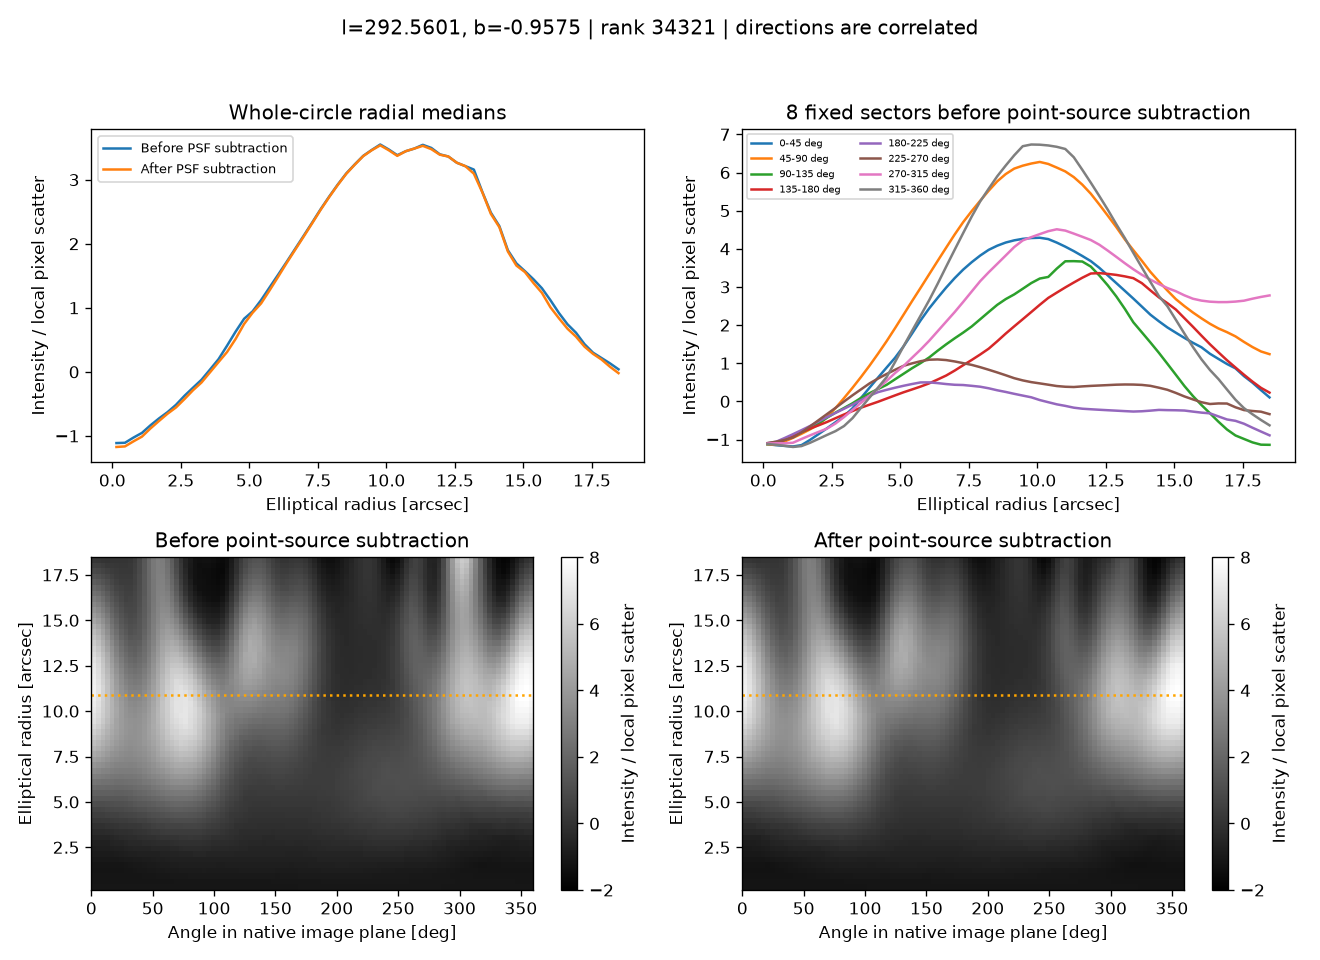 l=292.5601, b=-0.9575 | rank 34321 | directions are correlated
Whole-circle radial medians
Before PSF subtraction
After PSF subtraction
3
2
1
0
−1
0.0 2.5 5.0 7.5 10.0 12.5 15.0 17.5
Intensity / local pixel scatter
Elliptical radius [arcsec]
8 fixed sectors before point-source subtraction
0-45 deg
45-90 deg
90-135 deg
135-180 deg
180-225 deg
225-270 deg
270-315 deg
315-360 deg
7
6
5
4
3
2
1
0
−1
0.0 2.5 5.0 7.5 10.0 12.5 15.0 17.5
Intensity / local pixel scatter
Elliptical radius [arcsec]
Before point-source subtraction
17.5
15.0
12.5
10.0
7.5
5.0
2.5
0 50 100 150 200 250 300 350
Elliptical radius [arcsec]
Angle in native image plane [deg]
8
6
4
2
0
−2
Intensity / local pixel scatter
After point-source subtraction
17.5
15.0
12.5
10.0
7.5
5.0
2.5
0 50 100 150 200 250 300 350
Elliptical radius [arcsec]
Angle in native image plane [deg]
8
6
4
2
0
−2
Intensity / local pixel scatter